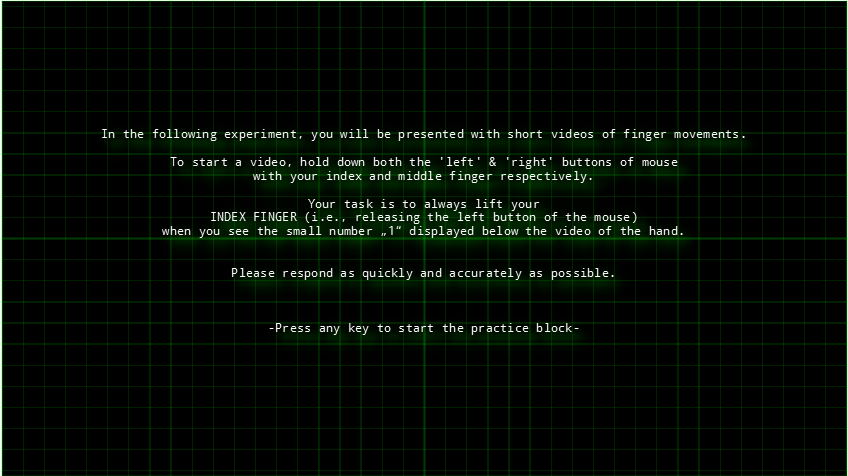 In the following experiment, you will be presented with short videos of finger movements.
To start a video, hold down both the 'left' & 'right' buttons of mouse
with your index and middle finger respectively.
Your task is to always lift your
INDEX FINGER (i.e., releasing the left button of the mouse)
when you see the small number „1“ displayed below the video of the hand.
Please respond as quickly and accurately as possible.
-Press any key to start the practice block-